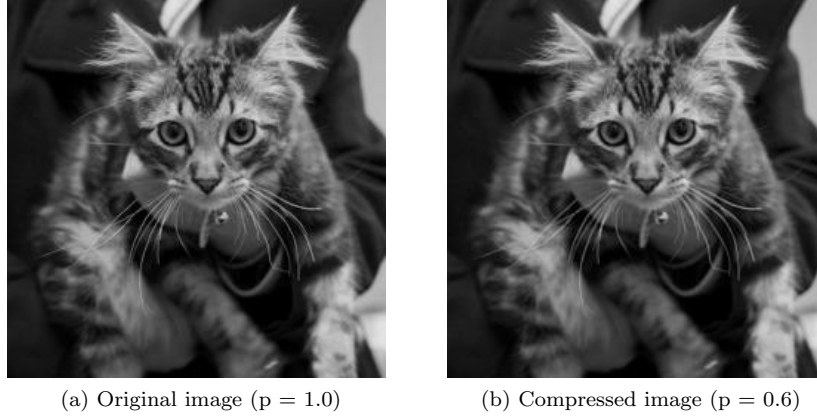 (a) Original image (p = 1.0)
(b) Compressed image (p = 0.6)